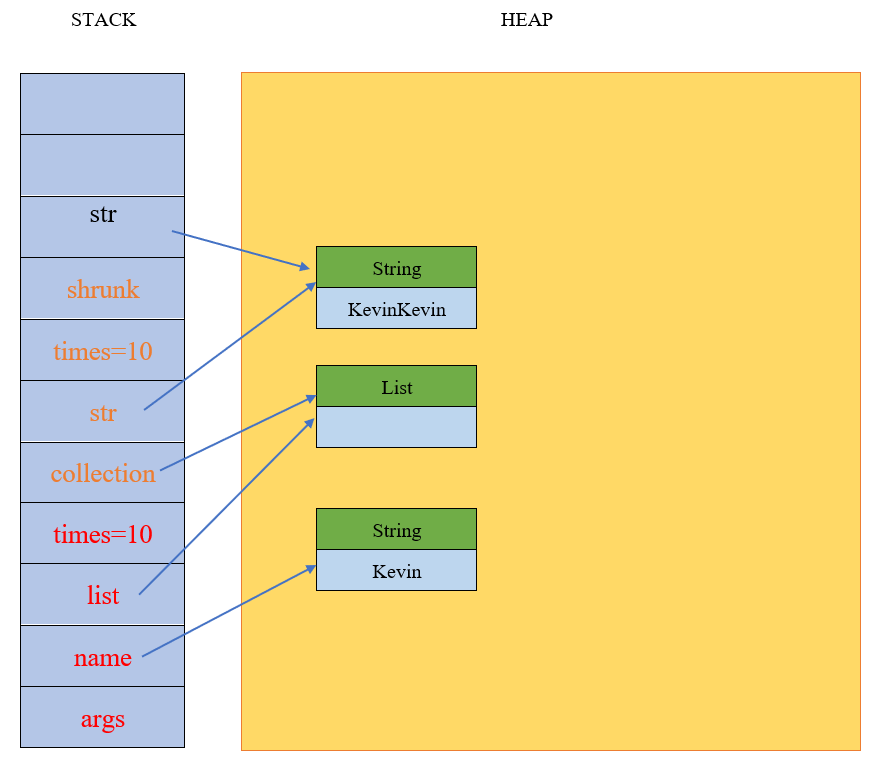 STACK
HEAP
str
shrunk
times=10
str
collection
times=10
list
name
args
String
KevinKevin
List
String
Kevin